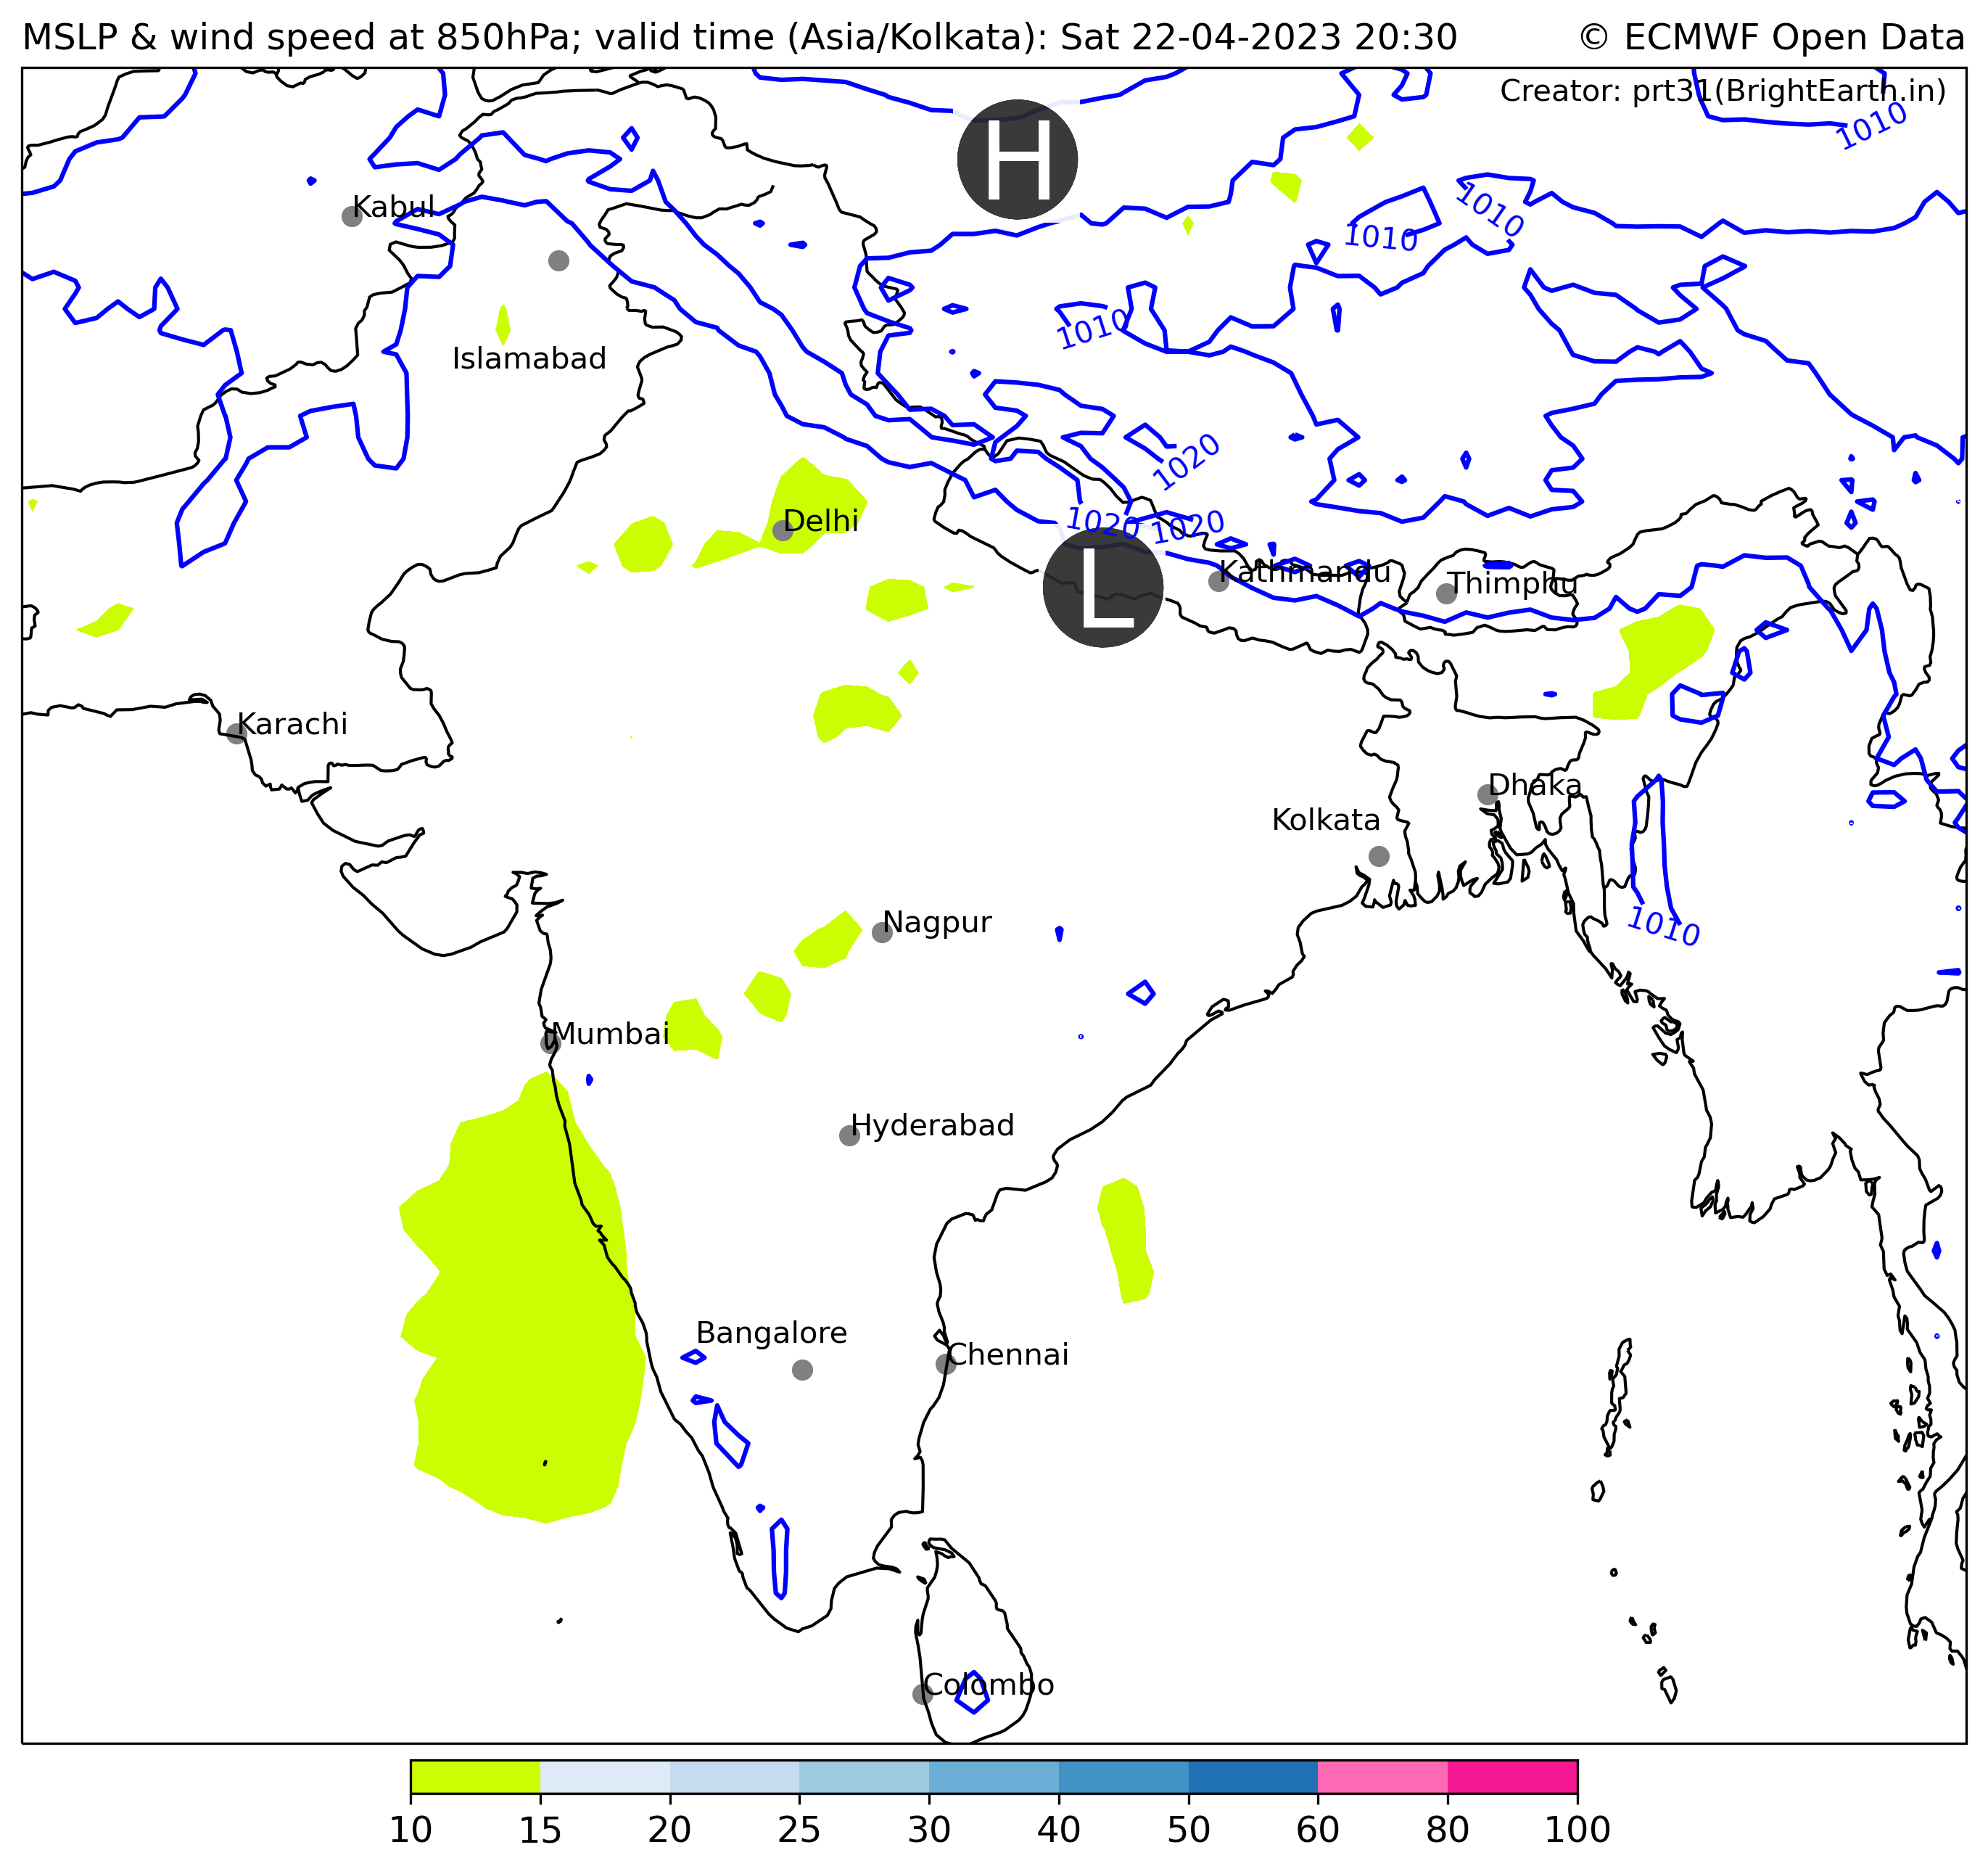 MSLP & wind speed at 850hPa; valid time (Asia/Kolkata): Sat 22-04-2023 20:30
© ECMWF Open Data
Creator: prt31(BrightEarth.in)
1010
H
1010
Kabul
1010
1010
Islamabad
1020
Delhi
1020
1020
L
Kathmandu
Thimphu
Karachi
Dhaka
Kolkata
Nagpur
1010
Mumbai
Hyderabad
Bangalore
Chennai
Colombo
10 15 20 25 30 40 50 60 80 100